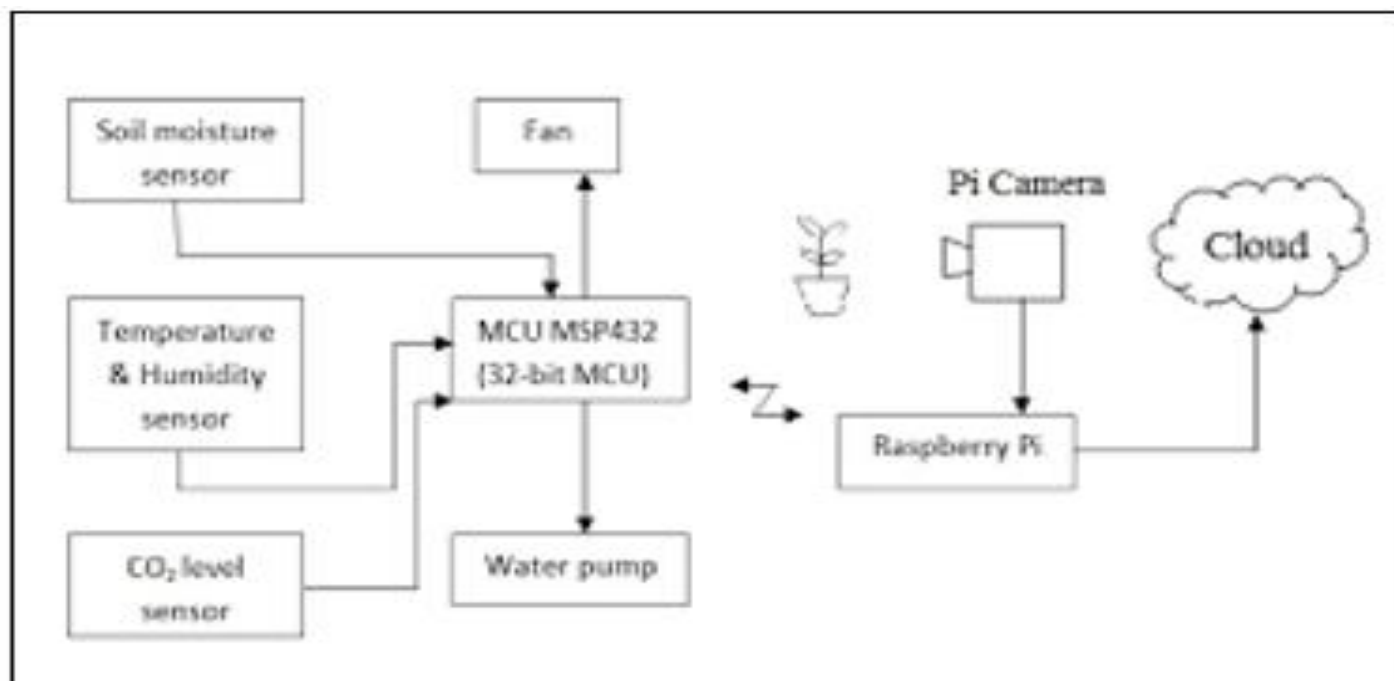 Soil moisture
sensor
Fan
Pi Camera
Cloud
Temperature
& Humidity
sensor
MCU MSP432
(32-bit MCU)
Raspberry Pi
CO₂ level
sensor
Water pump